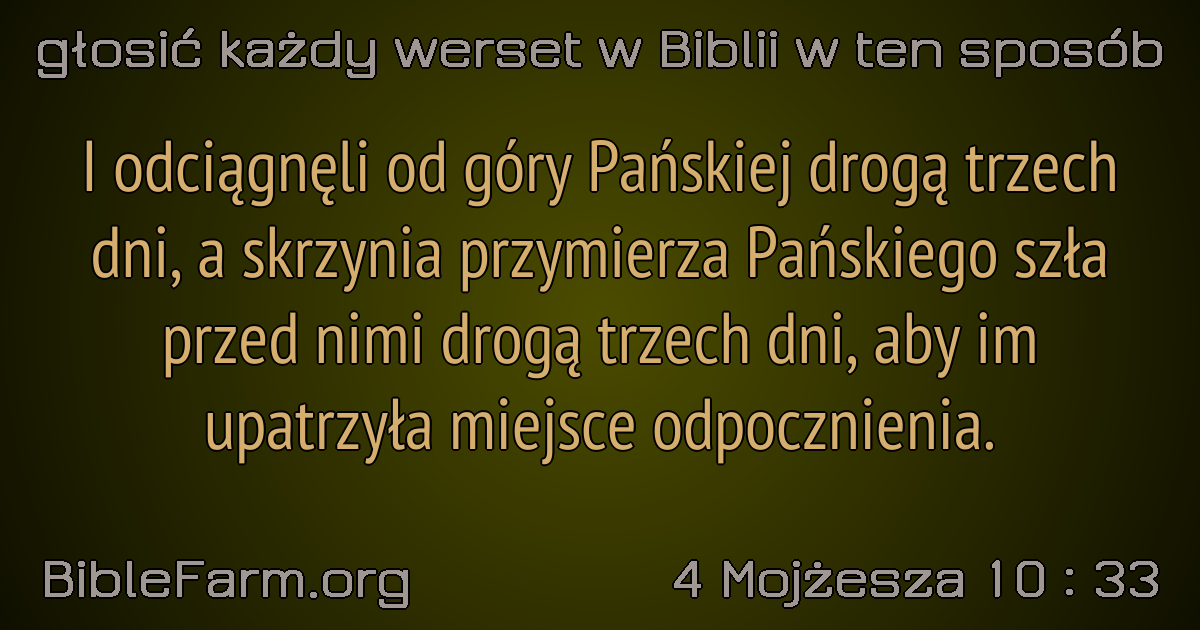 głosić każdy werset w Biblii w ten sposób
I odciągnęli od góry Pańskiej drogą trzech
dni, a skrzynia przymierza Pańskiego szła
przed nimi drogą trzech dni, aby im
upatrzyła miejsce odpocznienia.
BibleFarm.org
4 Mojżesza 10 : 33